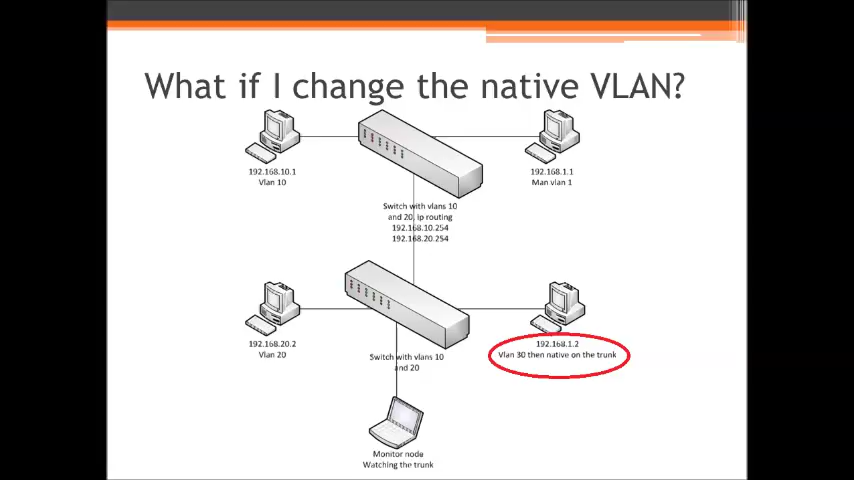 What if I change the native VLAN?
192.168.10.1
Vlan 10
192.168.1.1
Man vlan 1
Switch with vlans 10
and 20, ip routing
192.168.10.254
192.168.20.254
192.168.20.2
Vlan 20
192.168.1.2
Vlan 30 then native on the trunk
Switch with vlans 10
and 20
Monitor node
Watching the trunk